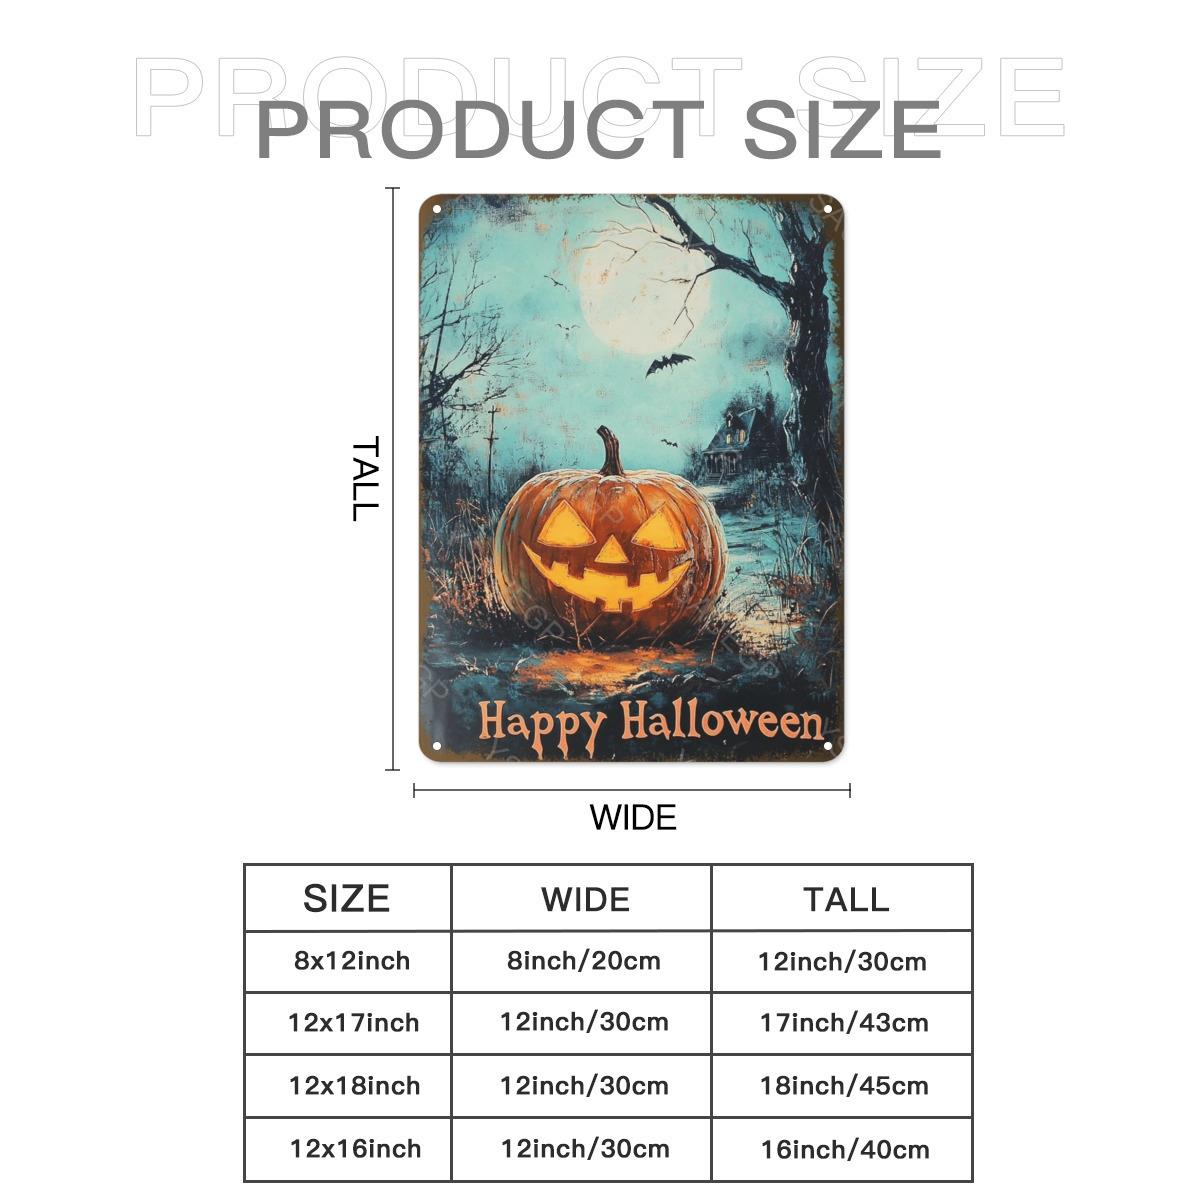 PRODUCT SIZE
PRODUCT SIZE
TALL
Happy Halloween
WIDE
SIZE WIDE TALL
8x12inch 8inch/20cm 12inch/30cm
12x17inch 12inch/30cm 17inch/43cm
12x18inch 12inch/30cm 18inch/45cm
12x16inch 12inch/30cm 16inch/40cm